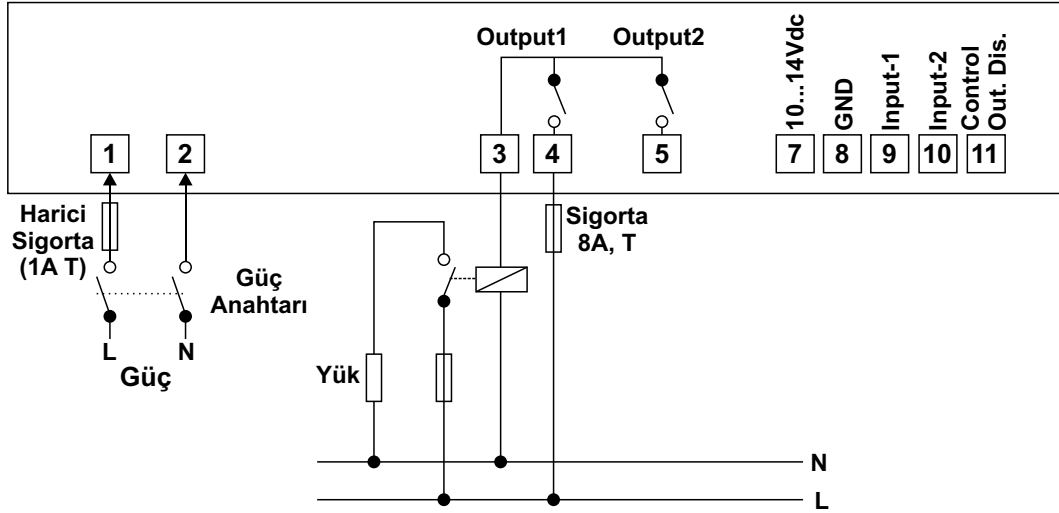 Output1
Output2
10...14Vdc
GND
Input-1
Input-2
Control
Out. Dis.
1
2
3
4
5
7
8
9
10
11
Harici
Sigorta
(1A T)
Güç
Anahtarı
L
N
Güç
Sigorta
8A, T
Yük
N
L